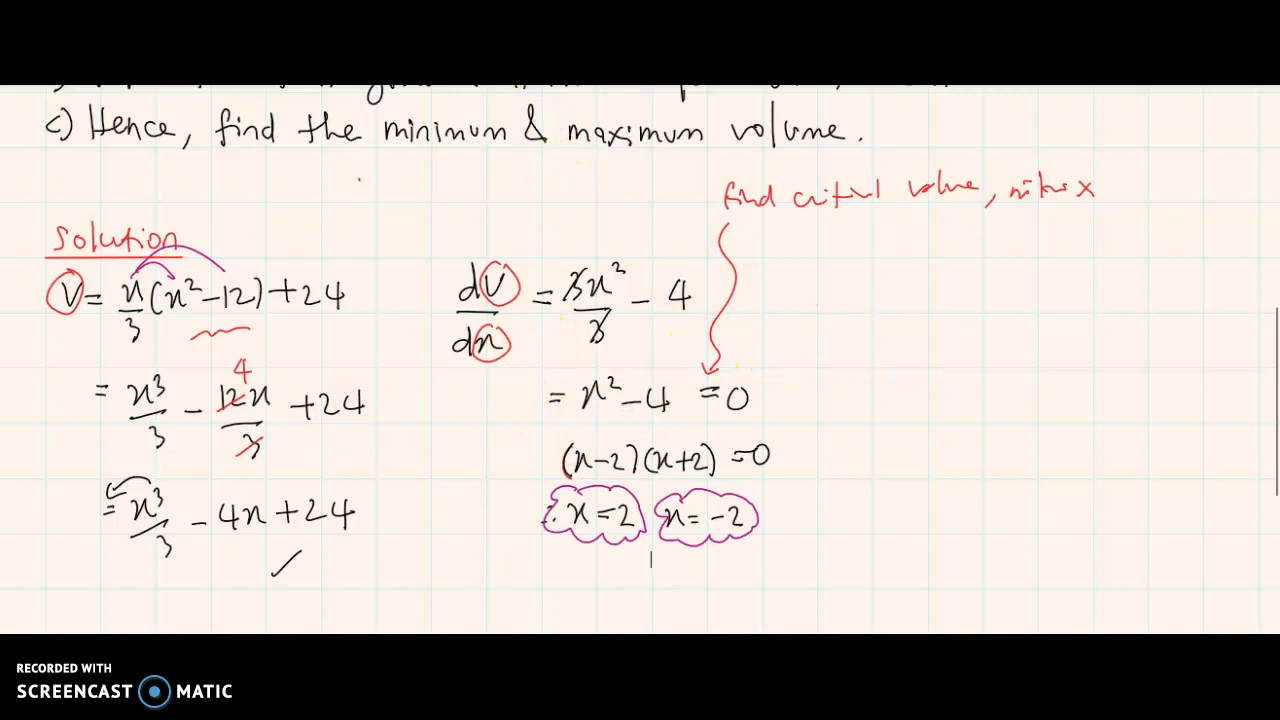 c) Hence, find the minimum & maximum volume.
find critical value, nilai x
Solution
V = x/3 (x² - 12) + 24
= x³/3 - 12x/3 + 24
4
= x³/3 - 4x + 24
dV/dx = 3x²/3 - 4
= x² - 4 = 0
(x-2)(x+2) = 0
∴ x = 2 x = -2
RECORDED WITH
SCREENCAST MATIC